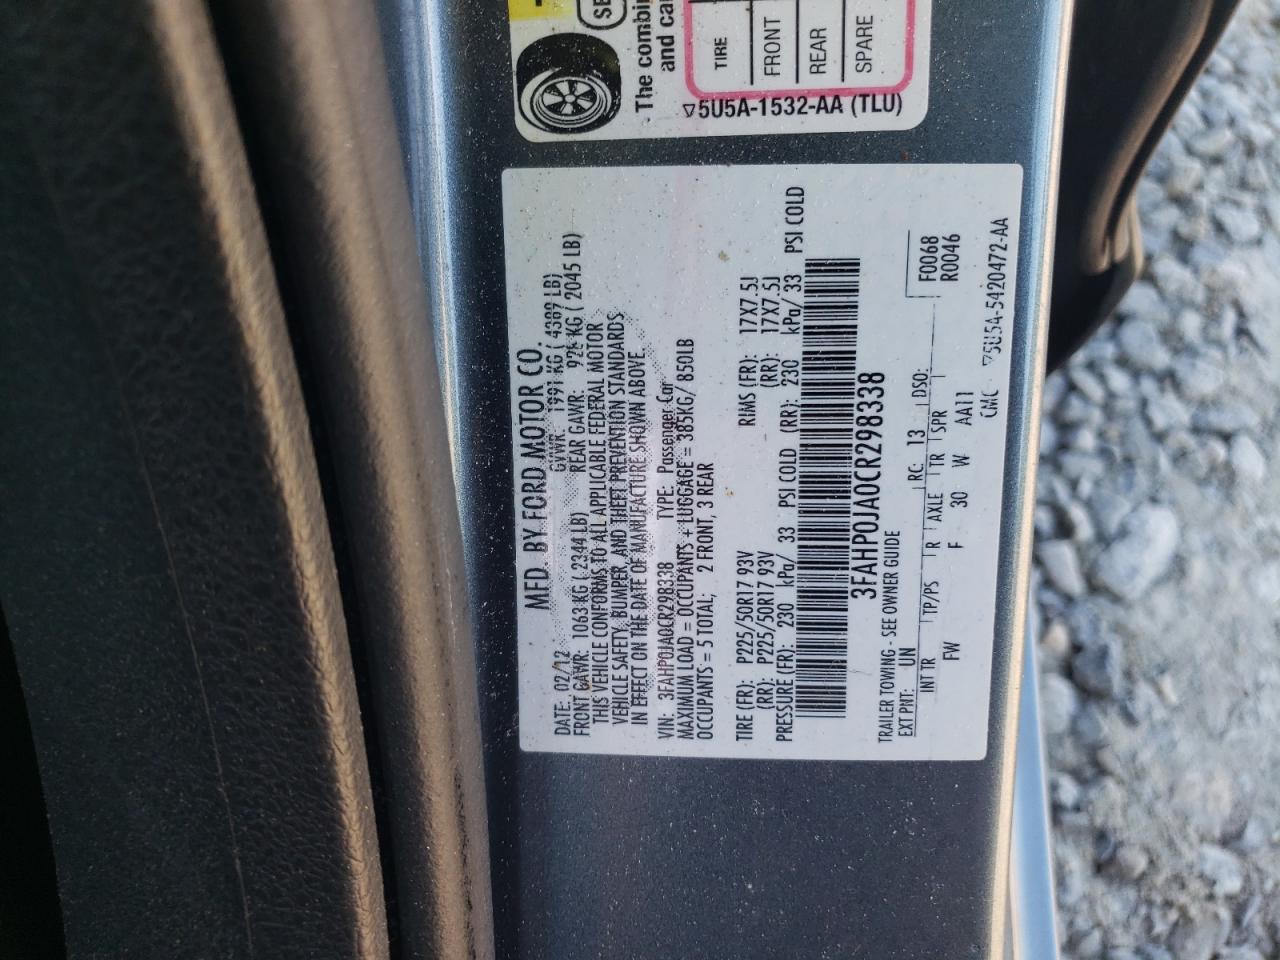 The combin
and car
TIRE
FRONT
REAR
SPARE
▽5U5A-1532-AA (TLU)
MFD. BY FORD MOTOR CO.
DATE: 02/12 GVWR: 1991 KG ( 4389 LB)
FRONT GAWR: 1063 KG ( 2344 LB) REAR GAWR: 928 KG ( 2045 LB)
THIS VEHICLE CONFORMS TO ALL APPLICABLE FEDERAL MOTOR
VEHICLE SAFETY, BUMPER, AND THEFT PREVENTION STANDARDS
IN EFFECT ON THE DATE OF MANUFACTURE SHOWN ABOVE.
VIN: 3FAHP0JA0CR298338 TYPE: Passenger Car
MAXIMUM LOAD = OCCUPANTS + LUGGAGE = 385KG/ 850LB
OCCUPANTS = 5 TOTAL; 2 FRONT, 3 REAR
TIRE (FR): P225/50R17 93V RIMS (FR): 17X7.5J
(RR): P225/50R17 93V (RR): 17X7.5J
PRESSURE (FR): 230 kPa/ 33 PSI COLD (RR): 230 kPa/ 33 PSI COLD
3FAHP0JA0CR298338
TRAILER TOWING - SEE OWNER GUIDE
EXT PNT: UN RC: 13 DSO: F0068
R0046
INT TR TP/PS R AXLE TR SPR
FW F 30 W AA11
CMC ▽5U5A-5420472-AA